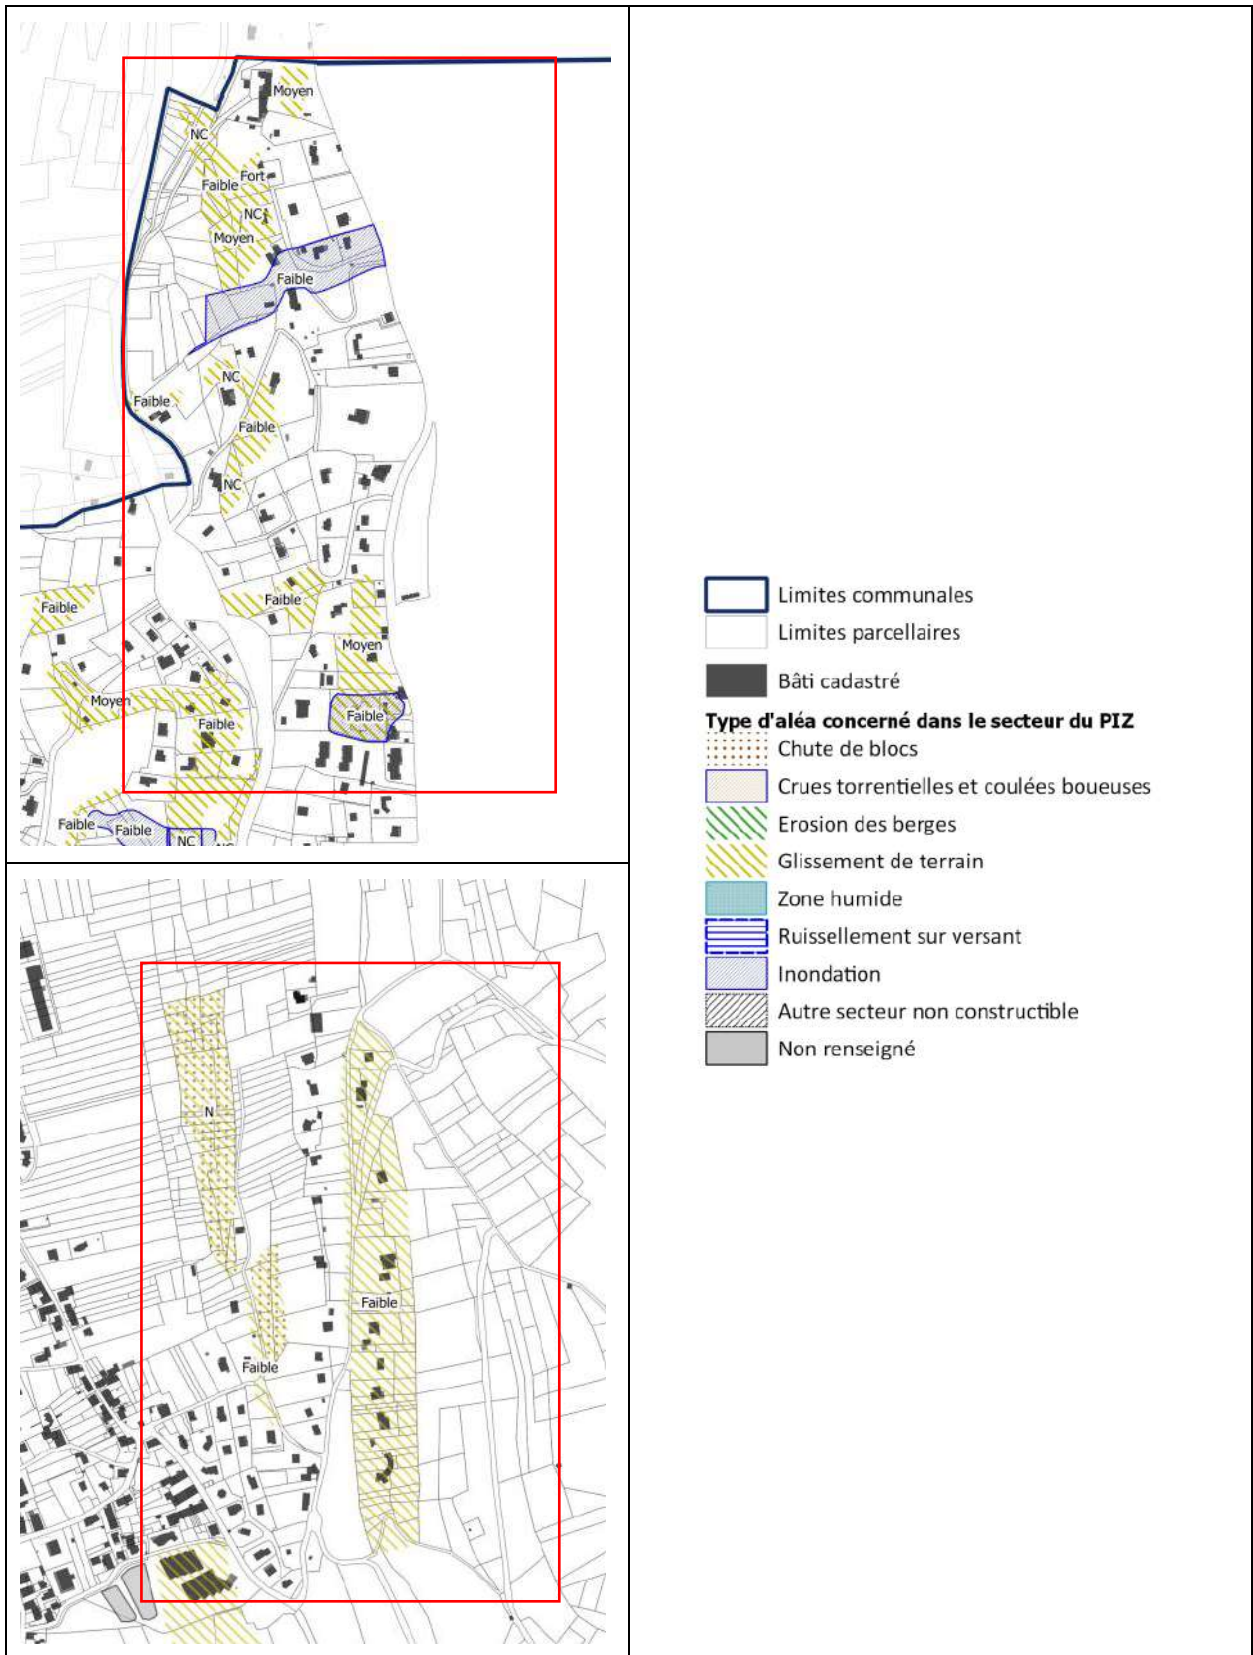 Moyen
NC
Fort
Faible
NC
Moyen
Faible
NC
Faible
Faible
NC
Faible
Faible
Moyen
Moyen
Faible
Faible
Faible
Faible
NC
NC
N
Faible
Faible
Limites communales
Limites parcellaires
Bâti cadastré
Type d'aléa concerné dans le secteur du PIZ
Chute de blocs
Crues torrentielles et coulées boueuses
Erosion des berges
Glissement de terrain
Zone humide
Ruissellement sur versant
Inondation
Autre secteur non constructible
Non renseigné